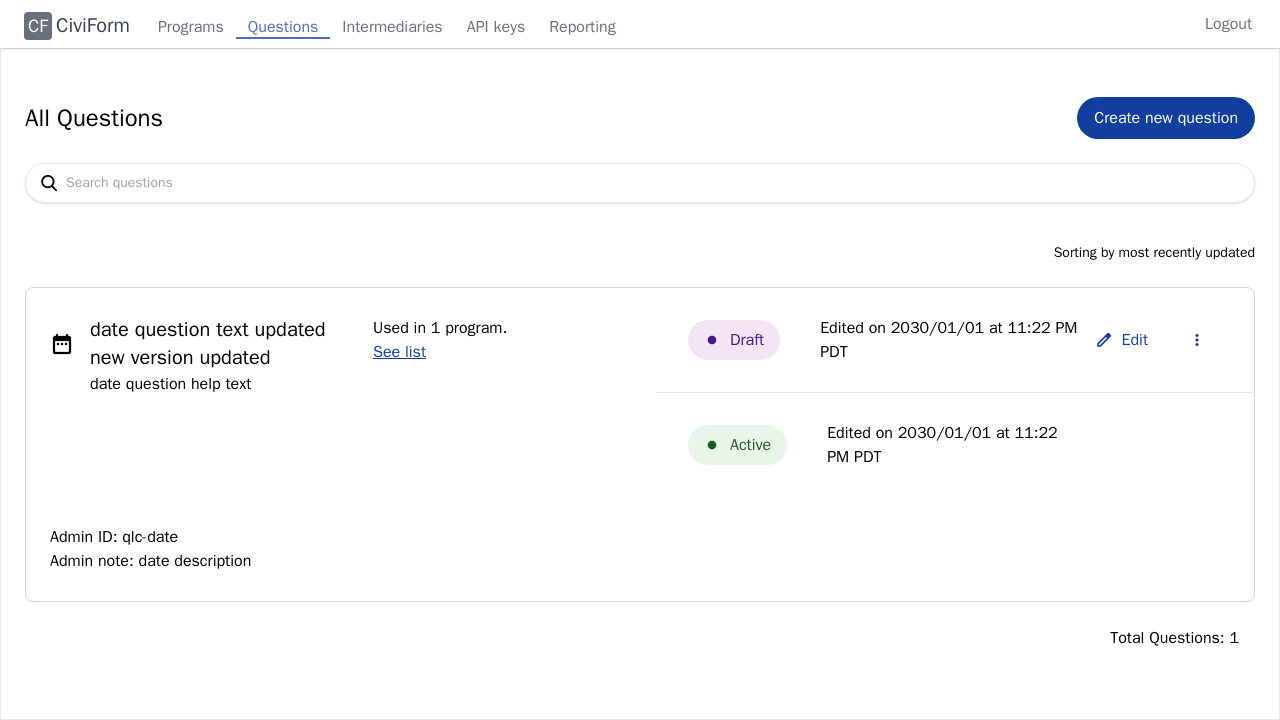 CF CiviForm Programs Questions Intermediaries API keys Reporting Logout
All Questions
Create new question
Search questions
Sorting by most recently updated
date question text updated
new version updated
date question help text
Used in 1 program.
See list
Draft
Edited on 2030/01/01 at 11:22 PM
PDT
Edit
Active
Edited on 2030/01/01 at 11:22
PM PDT
Admin ID: qlc-date
Admin note: date description
Total Questions: 1